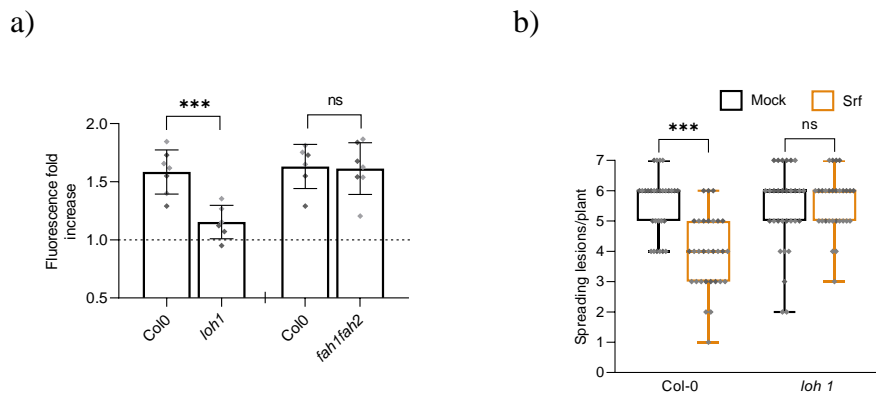 a)
***
ns
2.0
1.5
1.0
0.5
Fluorescence fold
increase
Col0
loh1
Col0
fah1fah2
b)
Mock
Srf
***
ns
7
6
5
4
3
2
1
0
Spreading lesions/plant
Col-0
loh 1